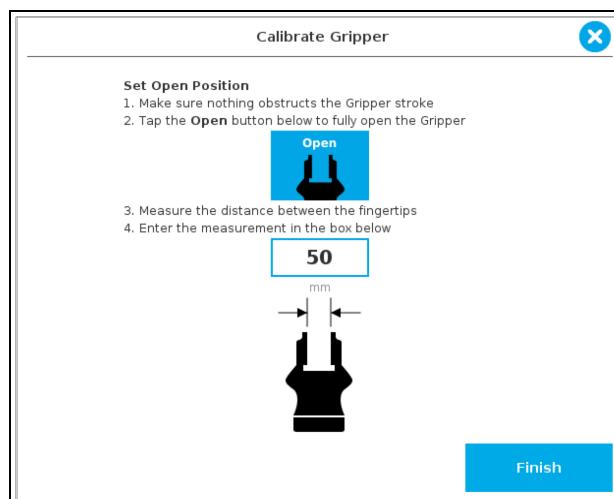 Calibrate Gripper
Set Open Position
1. Make sure nothing obstructs the Gripper stroke
2. Tap the Open button below to fully open the Gripper
Open
3. Measure the distance between the fingertips
4. Enter the measurement in the box below
50
mm
Finish